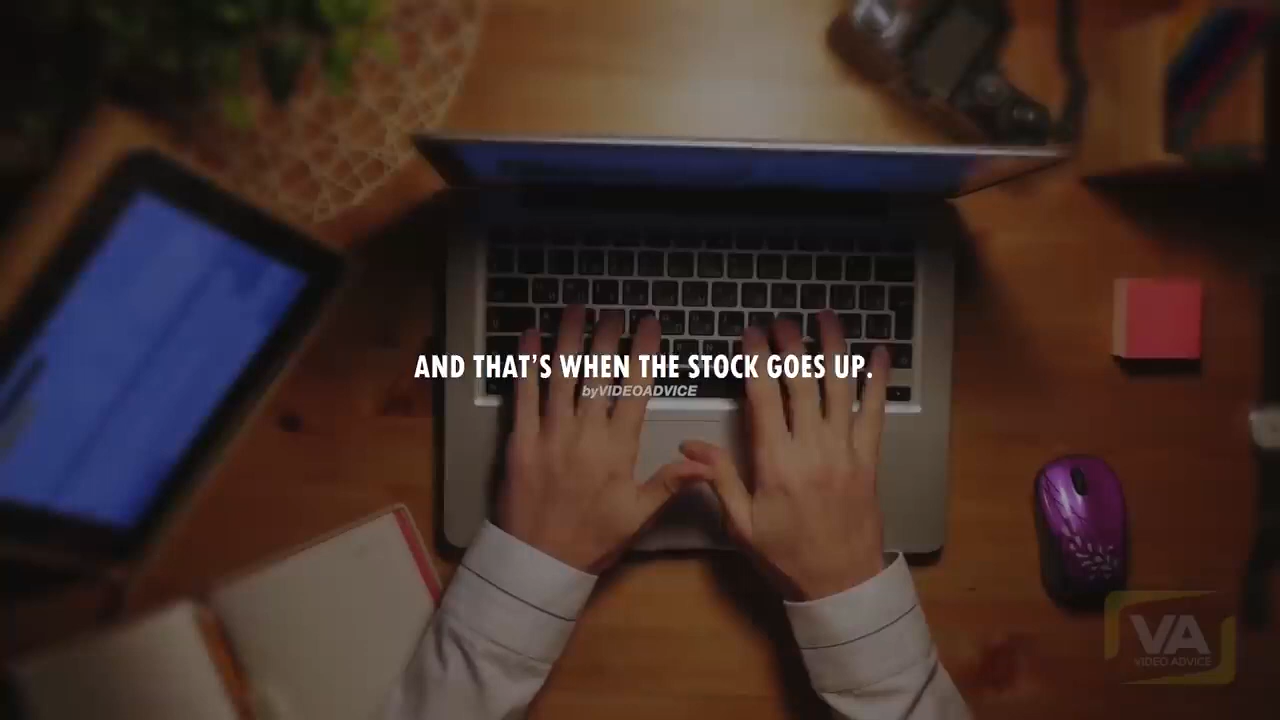 AND THAT'S WHEN THE STOCK GOES UP.
byVIDEOADVICE
VA
VIDEO ADVICE